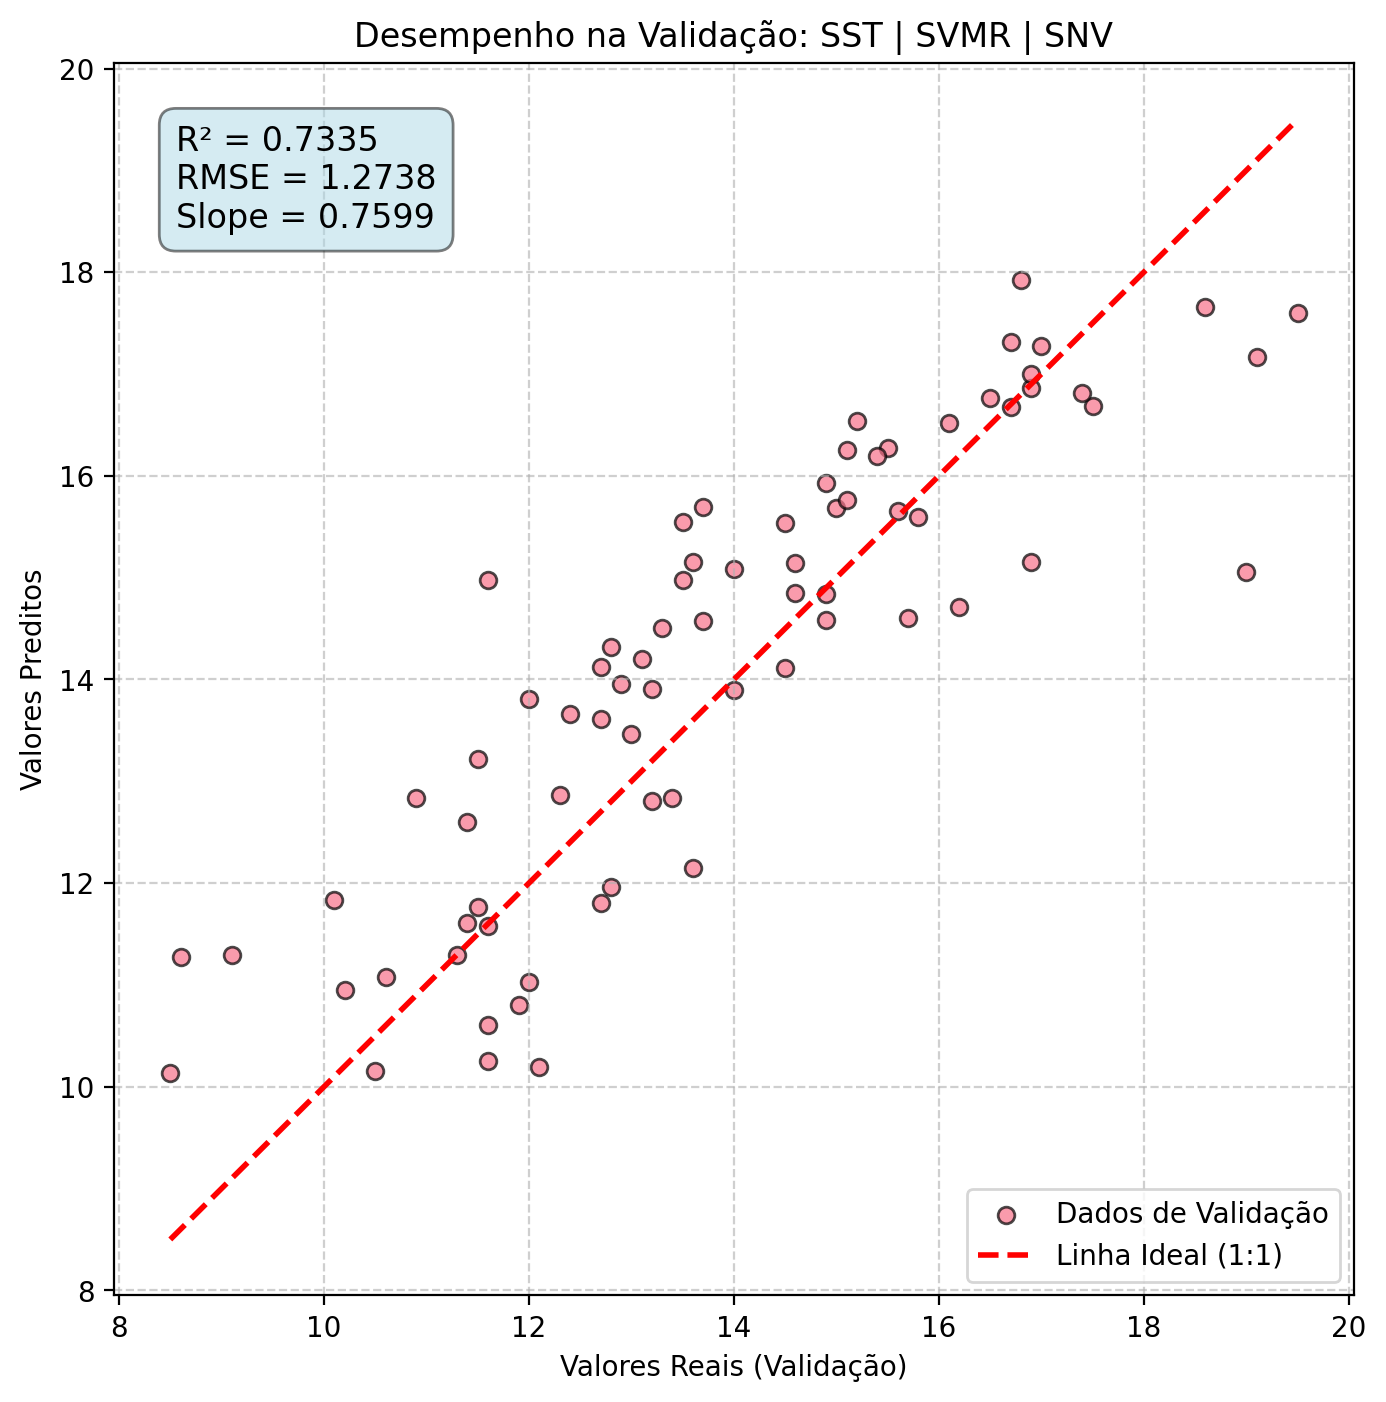 Desempenho na Validação: SST | SVMR | SNV
R² = 0.7335
RMSE = 1.2738
Slope = 0.7599
20
18
16
14
12
10
8
Valores Preditos
Dados de Validação
Linha Ideal (1:1)
8 10 12 14 16 18 20
Valores Reais (Validação)